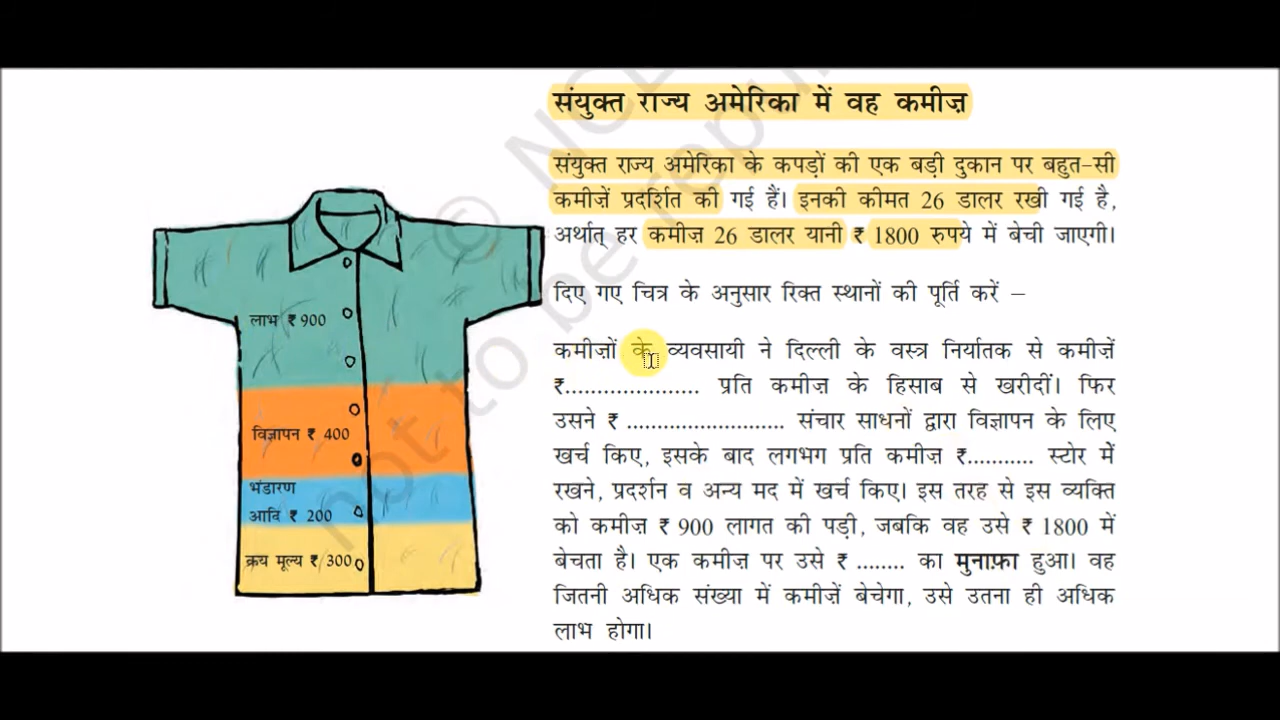 संयुक्त राज्य अमेरिका में वह कमीज़
संयुक्त राज्य अमेरिका के कपड़ों की एक बड़ी दुकान पर बहुत-सी
कमीज़ें प्रदर्शित की गई हैं। इनकी कीमत 26 डालर रखी गई है,
अर्थात् हर कमीज़ 26 डालर यानी ₹ 1800 रुपये में बेची जाएगी।
दिए गए चित्र के अनुसार रिक्त स्थानों की पूर्ति करें –
कमीज़ों के व्यवसायी ने दिल्ली के वस्त्र निर्यातक से कमीज़ें
₹..................... प्रति कमीज़ के हिसाब से खरीदीं। फिर
उसने ₹ ......................... संचार साधनों द्वारा विज्ञापन के लिए
खर्च किए, इसके बाद लगभग प्रति कमीज़ ₹........... स्टोर में
रखने, प्रदर्शन व अन्य मद में खर्च किए। इस तरह से इस व्यक्ति
को कमीज़ ₹ 900 लागत की पड़ी, जबकि वह उसे ₹ 1800 में
बेचता है। एक कमीज़ पर उसे ₹ ........ का मुनाफ़ा हुआ। वह
जितनी अधिक संख्या में कमीज़ें बेचेगा, उसे उतना ही अधिक
लाभ होगा।
लाभ ₹ 900
विज्ञापन ₹ 400
भंडारण
आदि ₹ 200
क्रय मूल्य ₹ 300